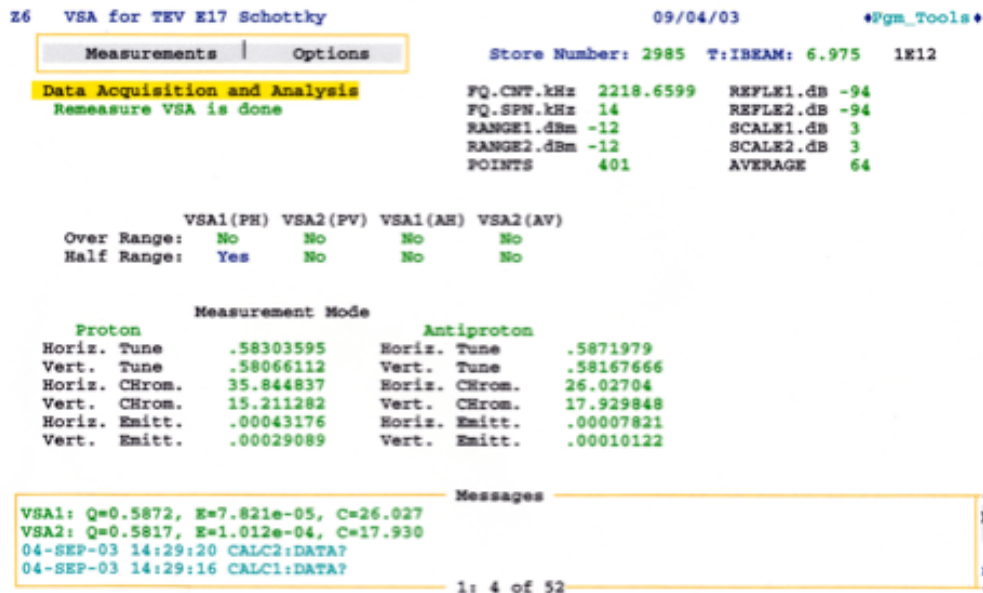 Z6 VSA for TEV E17 Schottky 09/04/03 ♦Pgm_Tools♦
Measurements Options Store Number: 2985 T:IBEAM: 6.975 1E12
Data Acquisition and Analysis FQ.CNT.kHz 2218.6599 REFLE1.dB -94
Remeasure VSA is done FQ.SPN.kHz 14 REFLE2.dB -94
RANGE1.dBm -12 SCALE1.dB 3
RANGE2.dBm -12 SCALE2.dB 3
POINTS 401 AVERAGE 64
VSA1(PH) VSA2(PV) VSA1(AH) VSA2(AV)
Over Range: No No No No
Half Range: Yes No No No
Measurement Mode
Proton Antiproton
Horiz. Tune .58303595 Horiz. Tune .5871979
Vert. Tune .58066112 Vert. Tune .58167666
Horiz. CHrom. 35.844837 Horiz. CHrom. 26.02704
Vert. CHrom. 15.211282 Vert. CHrom. 17.929848
Horiz. Emitt. .00043176 Horiz. Emitt. .00007821
Vert. Emitt. .00029089 Vert. Emitt. .00010122
Messages
VSA1: Q=0.5872, E=7.821e-05, C=26.027
VSA2: Q=0.5817, E=1.012e-04, C=17.930
04-SEP-03 14:29:20 CALC2:DATA?
04-SEP-03 14:29:16 CALC1:DATA?
1: 4 of 52